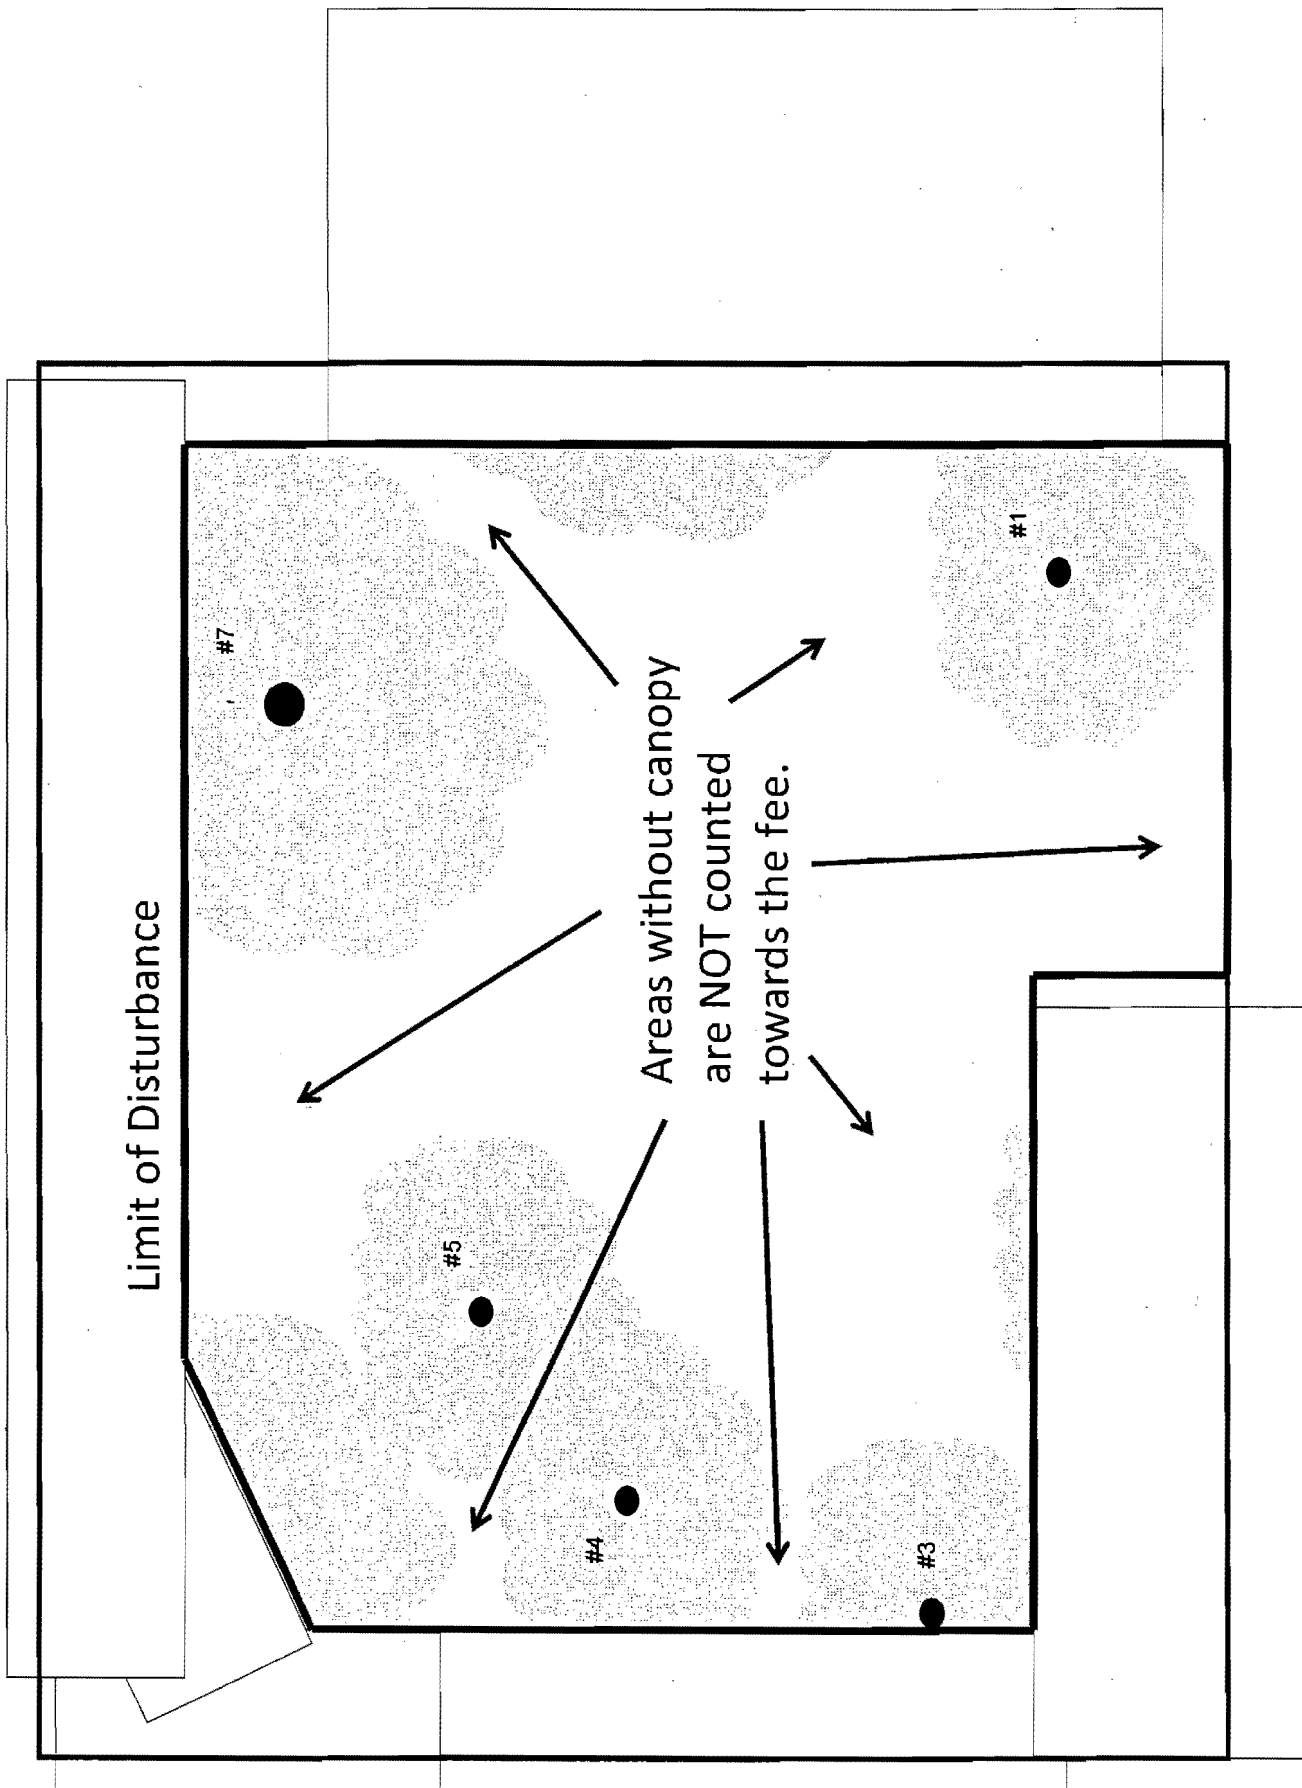 Limit of Disturbance
#7
#5
#4
#3
#1
Areas without canopy
are NOT counted
towards the fee.